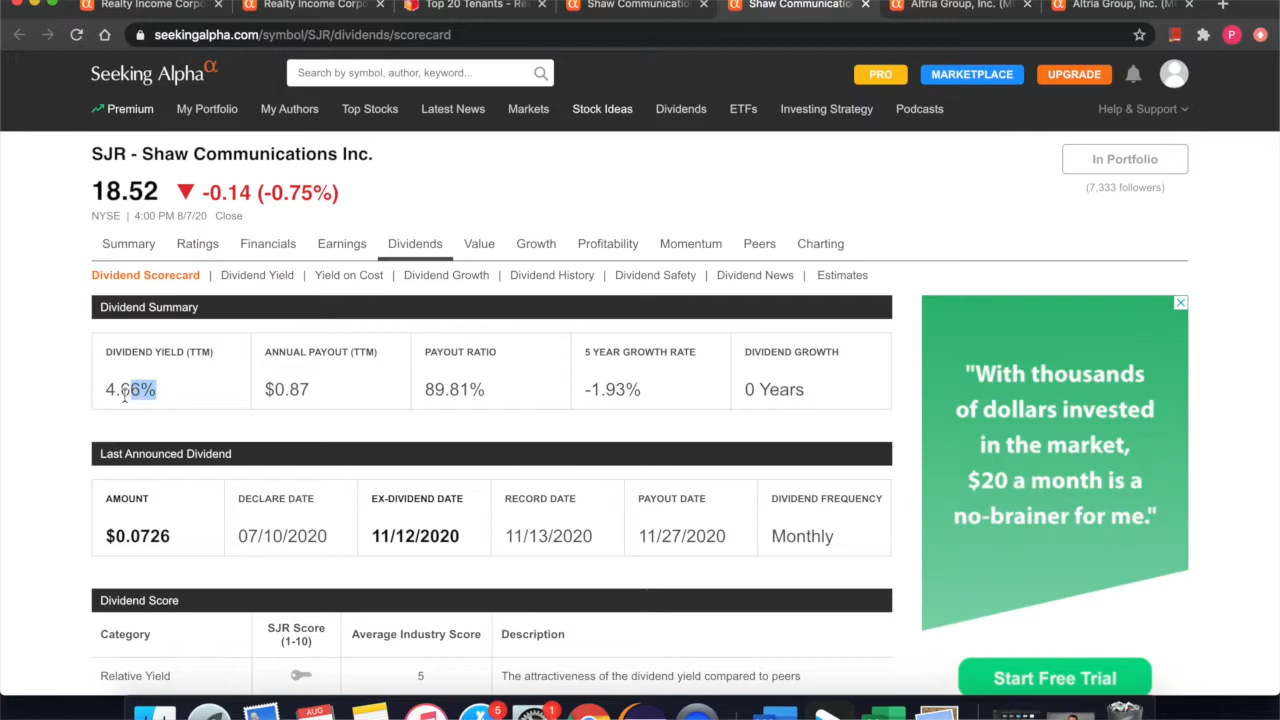 Realty Income Corpo
Realty Income Corpo
Top 20 Tenants - Re
Shaw Communication
Shaw Communication
Altria Group, Inc. (M
Altria Group, Inc. (M
seekingalpha.com/symbol/SJR/dividends/scorecard
P
Seeking Alpha α
Search by symbol, author, keyword...
PRO
MARKETPLACE
UPGRADE
Premium
My Portfolio
My Authors
Top Stocks
Latest News
Markets
Stock Ideas
Dividends
ETFs
Investing Strategy
Podcasts
Help & Support
SJR - Shaw Communications Inc.
In Portfolio
18.52 ▼ -0.14 (-0.75%)
(7,333 followers)
NYSE | 4:00 PM 8/7/20 Close
Summary
Ratings
Financials
Earnings
Dividends
Value
Growth
Profitability
Momentum
Peers
Charting
Dividend Scorecard | Dividend Yield | Yield on Cost | Dividend Growth | Dividend History | Dividend Safety | Dividend News | Estimates
Dividend Summary
DIVIDEND YIELD (TTM)
ANNUAL PAYOUT (TTM)
PAYOUT RATIO
5 YEAR GROWTH RATE
DIVIDEND GROWTH
4.66%
$0.87
89.81%
-1.93%
0 Years
Last Announced Dividend
AMOUNT
DECLARE DATE
EX-DIVIDEND DATE
RECORD DATE
PAYOUT DATE
DIVIDEND FREQUENCY
$0.0726
07/10/2020
11/12/2020
11/13/2020
11/27/2020
Monthly
Dividend Score
Category
SJR Score
(1-10)
Average Industry Score
Description
Relative Yield
5
The attractiveness of the dividend yield compared to peers
"With thousands
of dollars invested
in the market,
$20 a month is a
no-brainer for me."
Start Free Trial
AUG
5
1